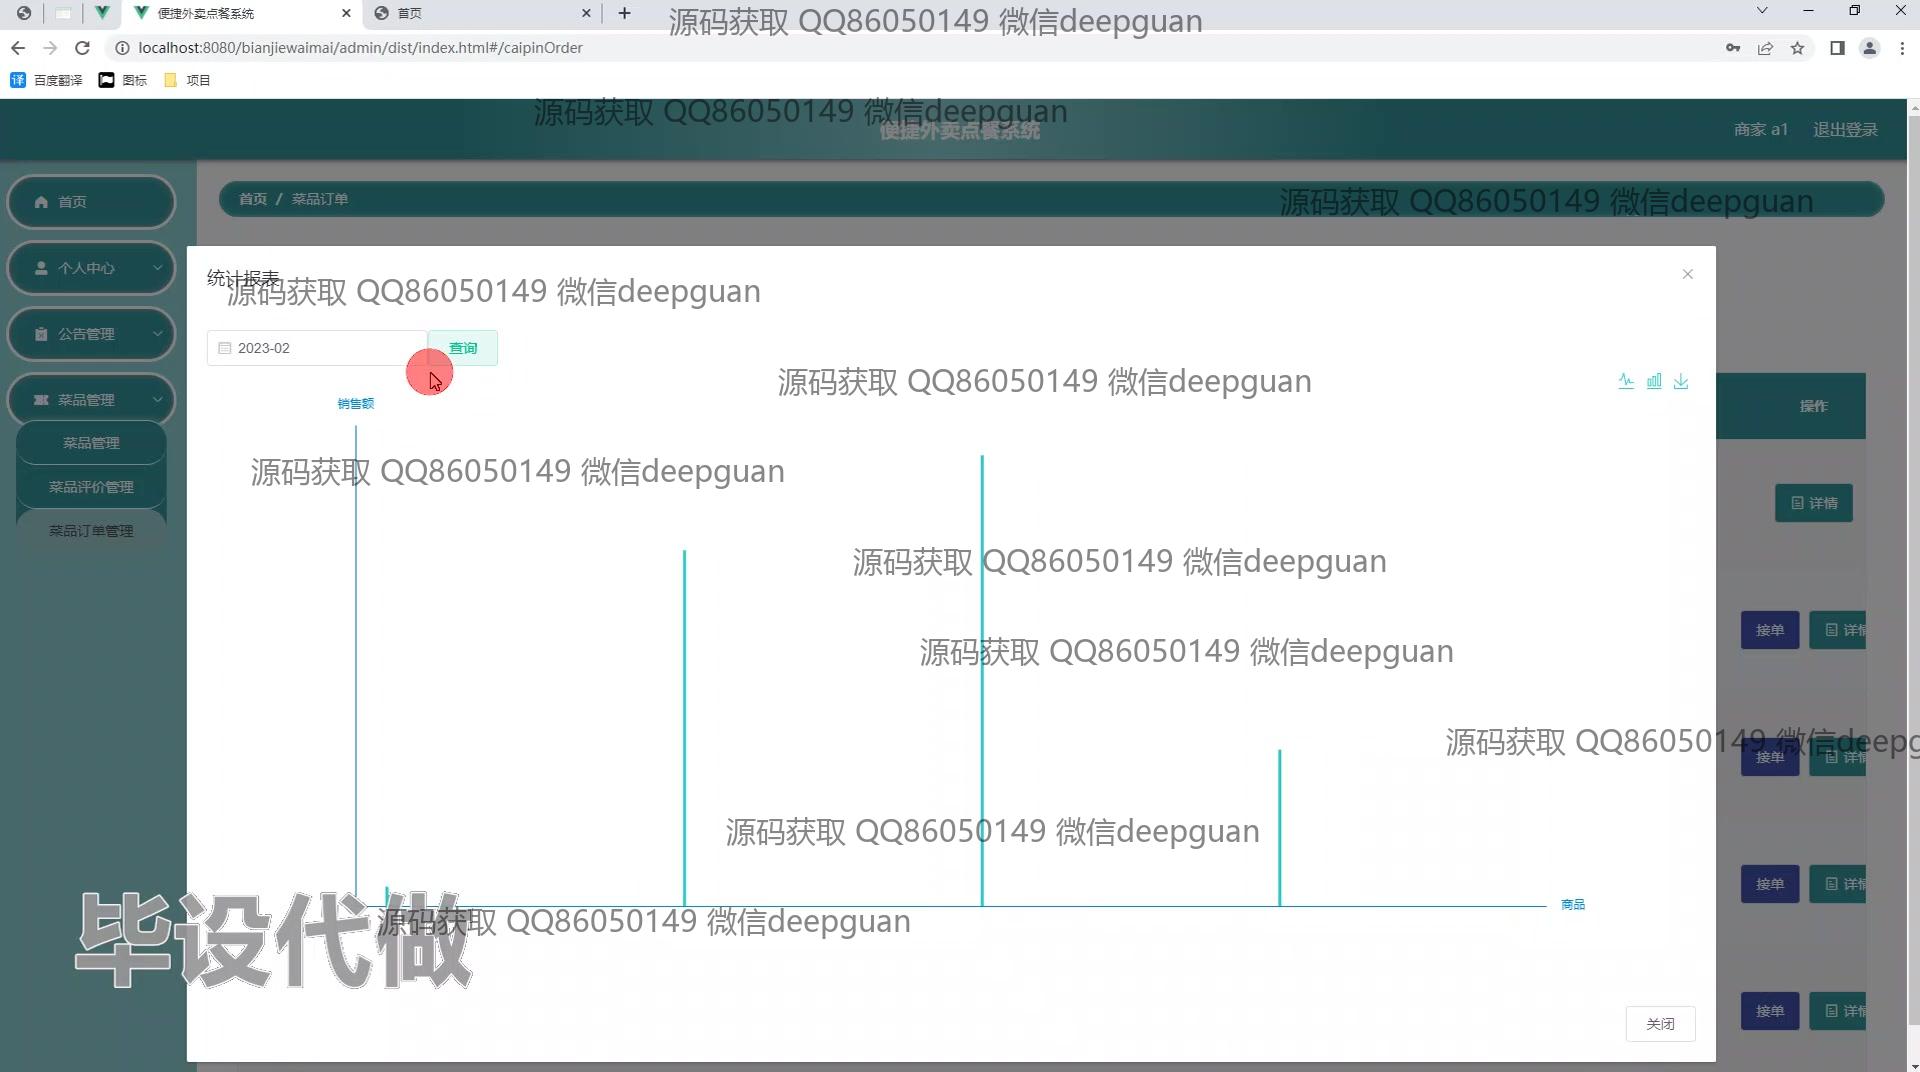 便捷外卖点餐系统
首页
源码获取 QQ86050149 微信deepguan
localhost:8080/bianjiewaimai/admin/dist/index.html#/caipinOrder
百度翻译
图标
项目
源码获取 QQ86050149 微信deepguan
便捷外卖点餐系统
商家 a1
退出登录
首页
首页 / 菜品订单
源码获取 QQ86050149 微信deepguan
个人中心
统计报表
源码获取 QQ86050149 微信deepguan
公告管理
2023-02
查询
源码获取 QQ86050149 微信deepguan
菜品管理
销售额
操作
菜品管理
源码获取 QQ86050149 微信deepguan
菜品评价管理
详情
菜品订单管理
源码获取 QQ86050149 微信deepguan
接单
详情
源码获取 QQ86050149 微信deepguan
源码获取 QQ86050149 微信deepg
接单
详情
源码获取 QQ86050149 微信deepguan
接单
详情
商品
源码获取 QQ86050149 微信deepguan
毕设代做
接单
详情
关闭